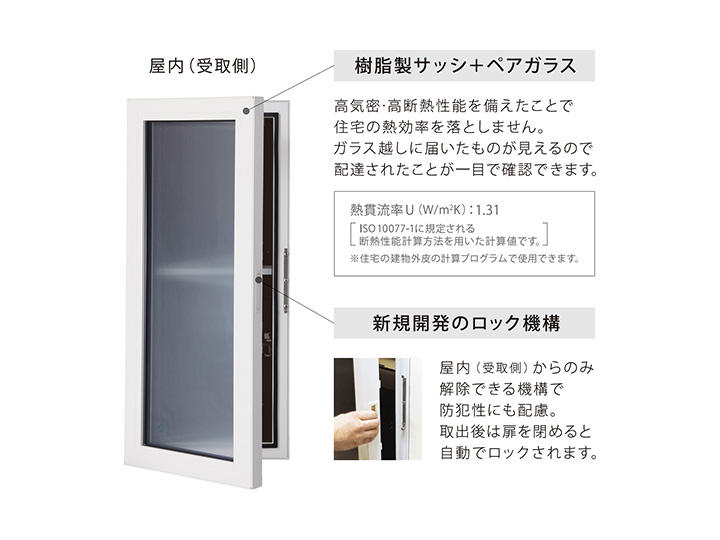 屋内（受取側）
樹脂製サッシ＋ペアガラス
高気密・高断熱性能を備えたことで
住宅の熱効率を落としません。
ガラス越しに届いたものが見えるので
配達されたことが一目で確認できます。
熱貫流率U（W/m²K）：1.31
ISO10077-1に規定される
断熱性能計算方法を用いた計算値です。
※住宅の建物外皮の計算プログラムで使用できます。
新規開発のロック機構
屋内（受取側）からのみ
解除できる機構で
防犯性にも配慮。
取出後は扉を閉めると
自動でロックされます。